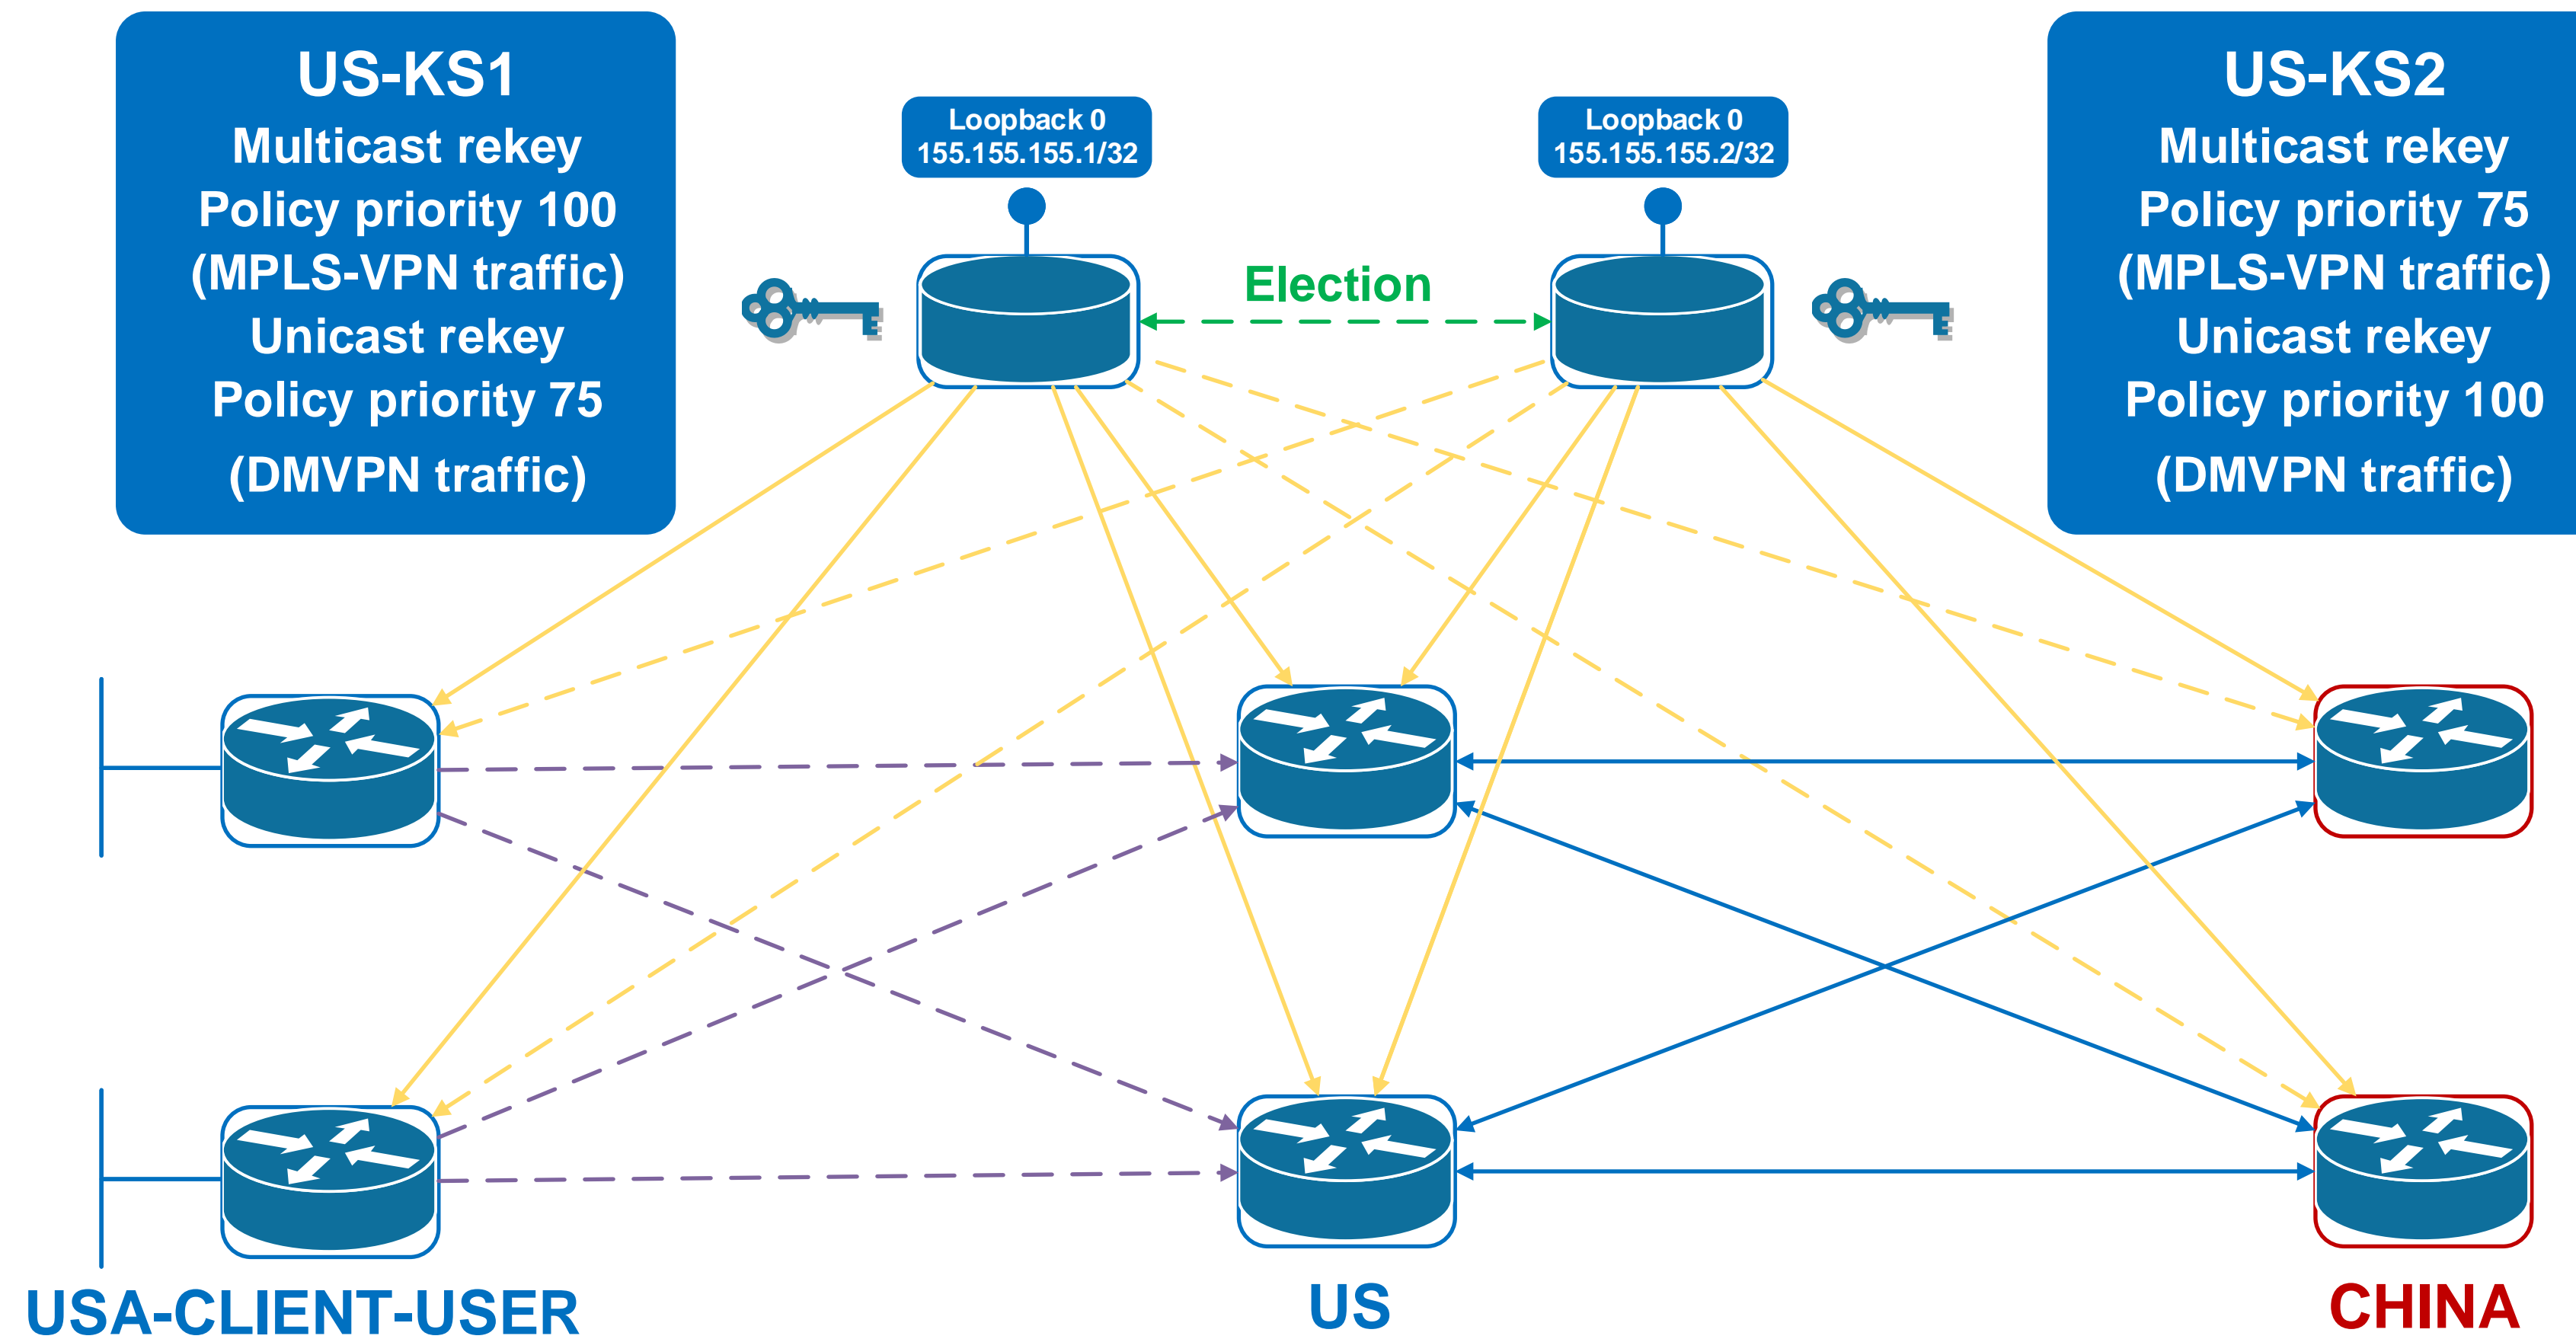 US-KS1
Multicast rekey
Policy priority 100
(MPLS-VPN traffic)
Unicast rekey
Policy priority 75
(DMVPN traffic)
Loopback 0
155.155.155.1/32
Election
Loopback 0
155.155.155.2/32
US-KS2
Multicast rekey
Policy priority 75
(MPLS-VPN traffic)
Unicast rekey
Policy priority 100
(DMVPN traffic)
USA-CLIENT-USER
US
CHINA